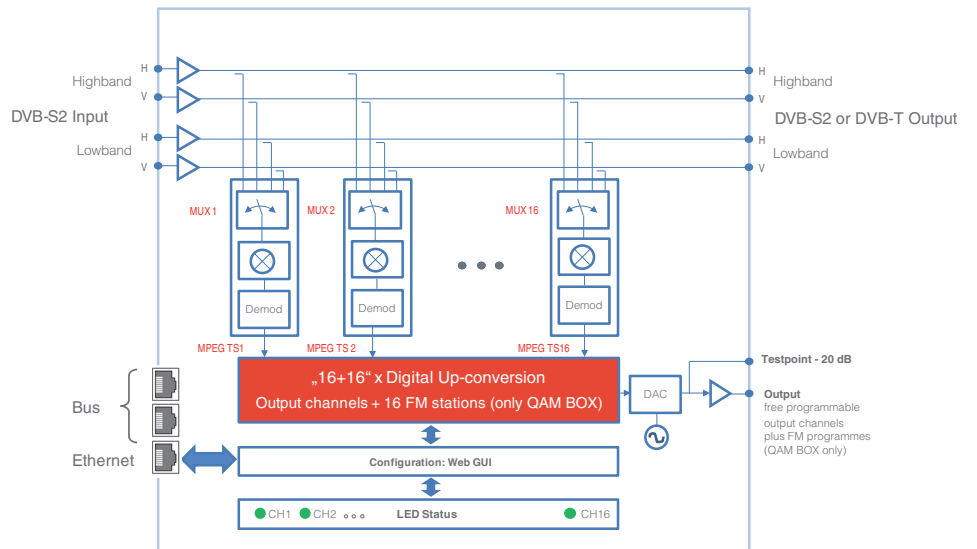 H
Highband
V
DVB-S2 Input
H
Lowband
V
H
Highband
V
DVB-S2 or DVB-T Output
H
Lowband
V
MUX 1
MUX 2
MUX 16
Demod
Demod
Demod
MPEG TS1
MPEG TS 2
MPEG TS16
„16+16“ x Digital Up-conversion
Output channels + 16 FM stations (only QAM BOX)
DAC
Testpoint - 20 dB
Output
free programmable
output channels
plus FM programmes
(QAM BOX only)
Bus
Ethernet
Configuration: Web GUI
CH1 CH2 LED Status CH16